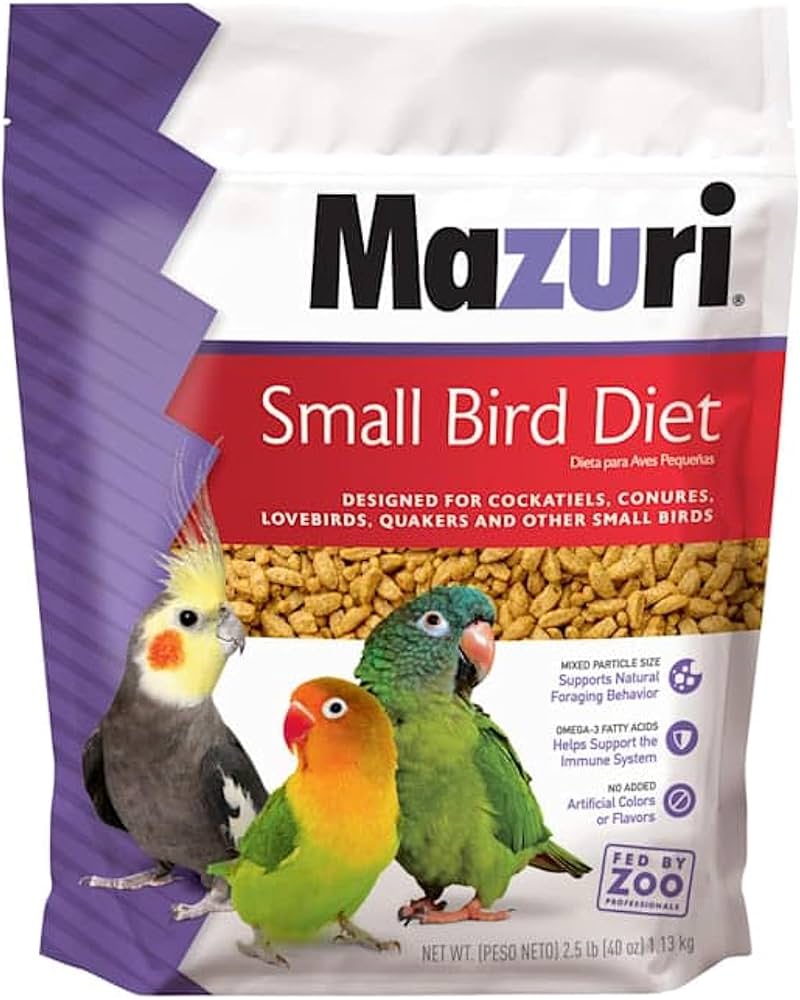 Mazuri®
Small Bird Diet
Dieta para Aves Pequeñas
DESIGNED FOR COCKATIELS, CONURES,
LOVEBIRDS, QUAKERS AND OTHER SMALL BIRDS
MIXED PARTICLE SIZE
Supports Natural
Foraging Behavior
OMEGA-3 FATTY ACIDS
Helps Support the
Immune System
NO ADDED
Artificial Colors
or Flavors
FED BY
ZOO
PROFESSIONALS
NET WT. (PESO NETO) 2.5 lb (40 oz) 1.13 kg